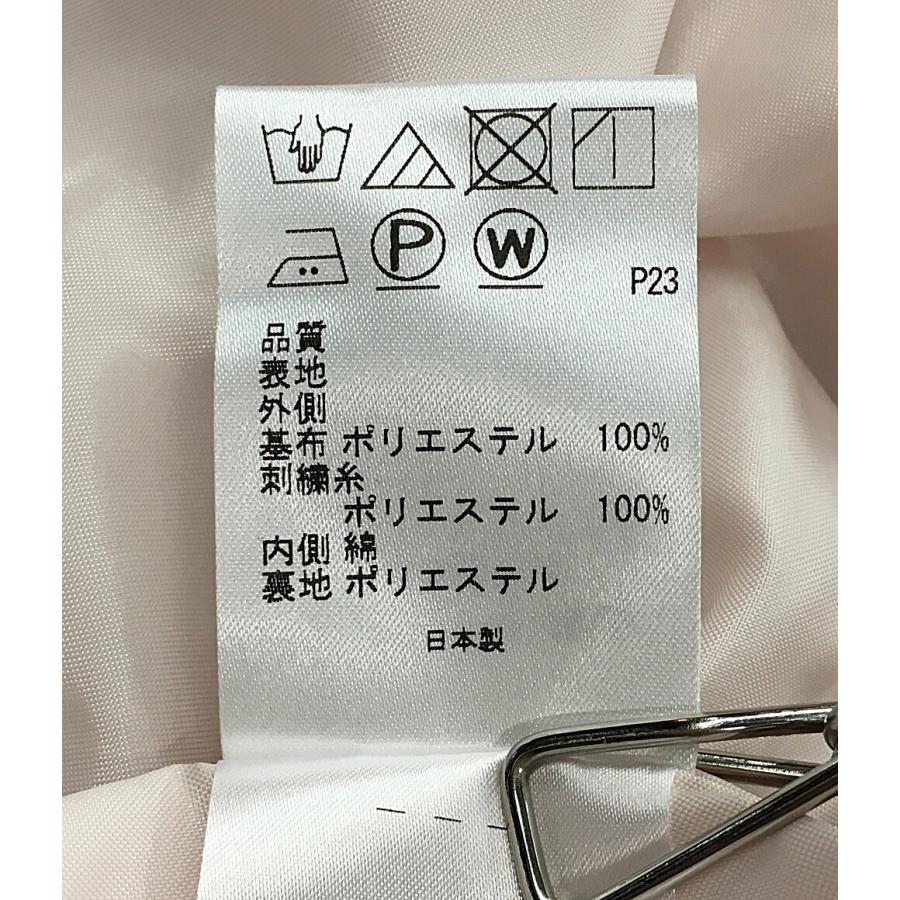 P W P23
品質
表地
外側
基布 ポリエステル 100%
刺繍糸
ポリエステル 100%
内側 綿
裏地 ポリエステル
日本製